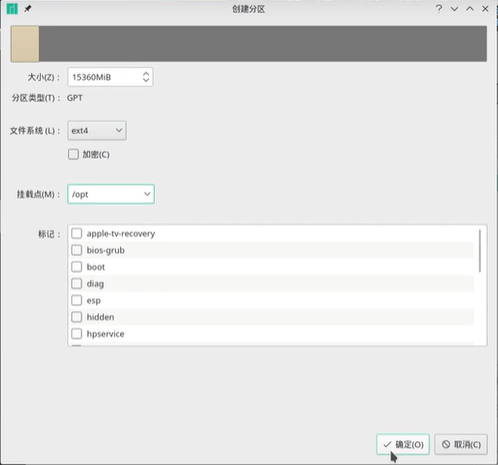 创建分区
大小(Z)： 15360MiB
分区类型(T)： GPT
文件系统 (L)： ext4
加密(C)
挂载点(M)： /opt
标记： apple-tv-recovery
bios-grub
boot
diag
esp
hidden
hpservice
确定(O) 取消(C)